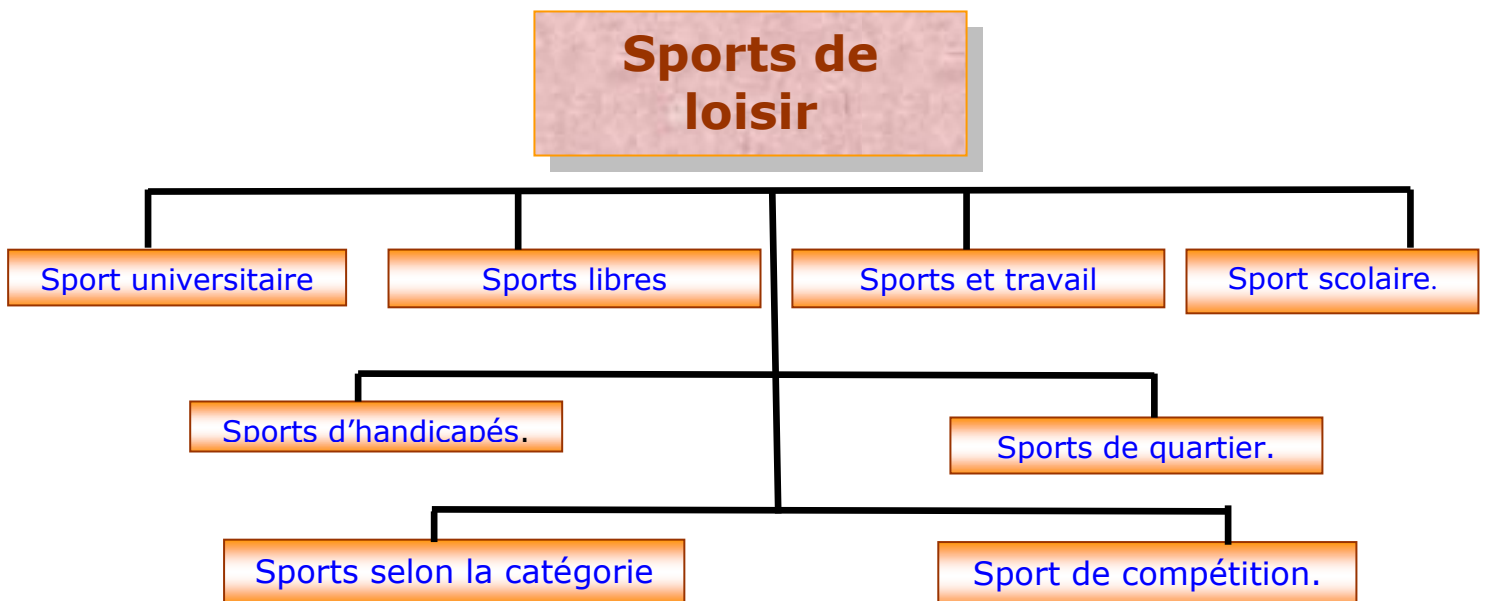 Sports de
loisir
Sport universitaire
Sports libres
Sports et travail
Sport scolaire.
Sports d’handicapés.
Sports de quartier.
Sports selon la catégorie
Sport de compétition.